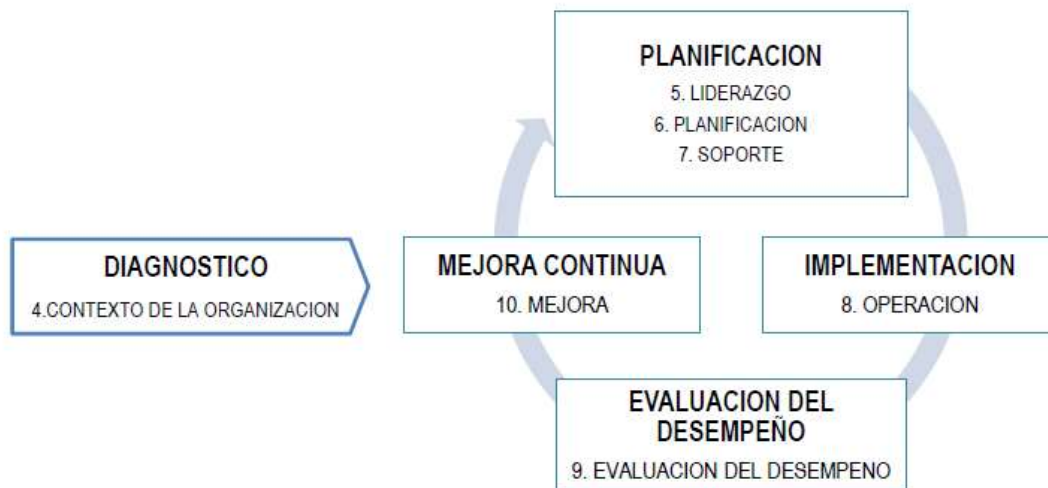 PLANIFICACION
5. LIDERAZGO
6. PLANIFICACION
7. SOPORTE
DIAGNOSTICO
4.CONTEXTO DE LA ORGANIZACION
MEJORA CONTINUA
10. MEJORA
IMPLEMENTACION
8. OPERACION
EVALUACION DEL
DESEMPEÑO
9. EVALUACION DEL DESEMPENO